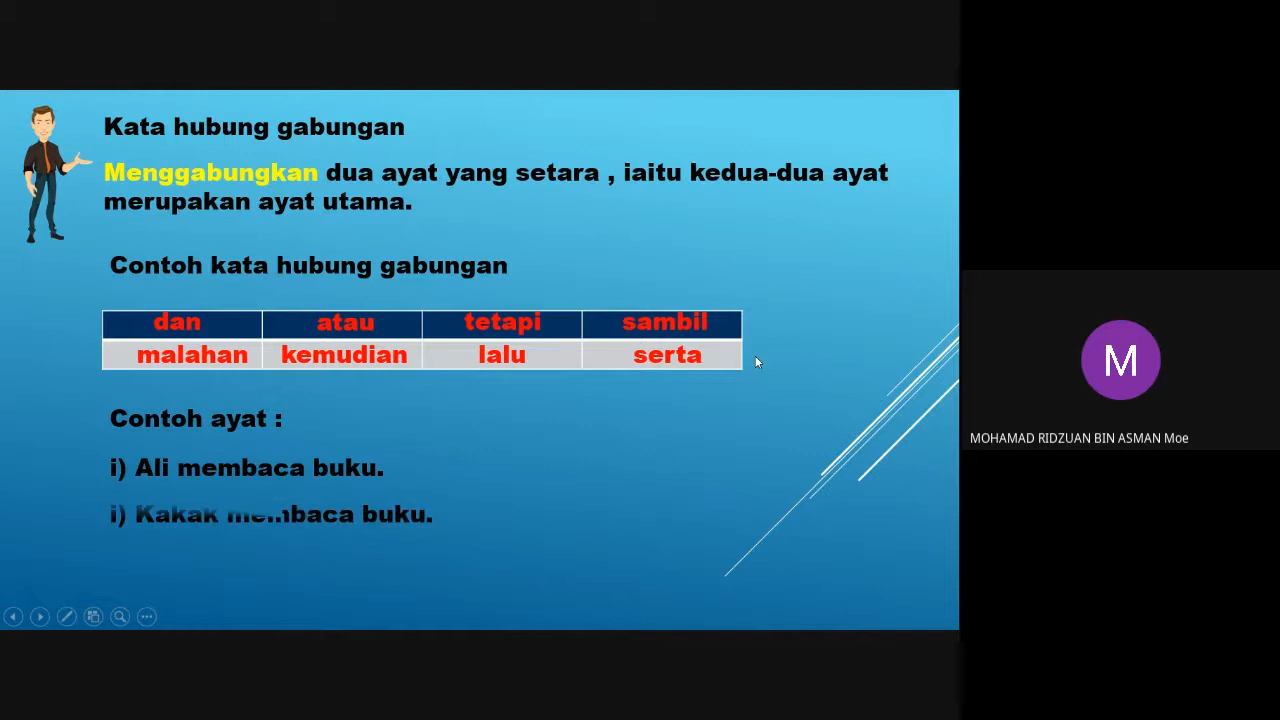 Kata hubung gabungan
Menggabungkan dua ayat yang setara , iaitu kedua-dua ayat
merupakan ayat utama.
Contoh kata hubung gabungan
dan atau tetapi sambil
malahan kemudian lalu serta
Contoh ayat :
i) Ali membaca buku.
i) Kakak membaca buku.
M
MOHAMAD RIDZUAN BIN ASMAN Moe